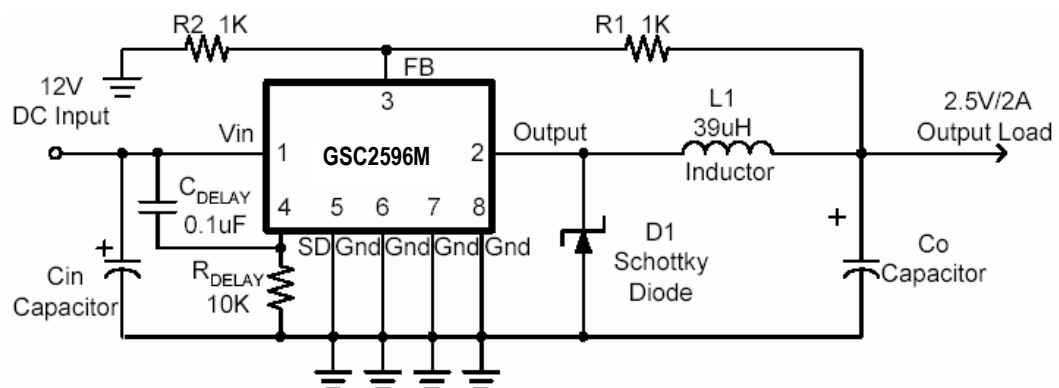 R2 1K
R1 1K
FB
12V
DC Input
3
L1
39uH
Inductor
2.5V/2A
Output Load
Vin
1
GSC2596M
2
Output
C_DELAY
0.1uF
4
5
6
7
8
SD
Gnd
Gnd
Gnd
Gnd
+
Cin
Capacitor
R_DELAY
10K
D1
Schottky
Diode
+
Co
Capacitor